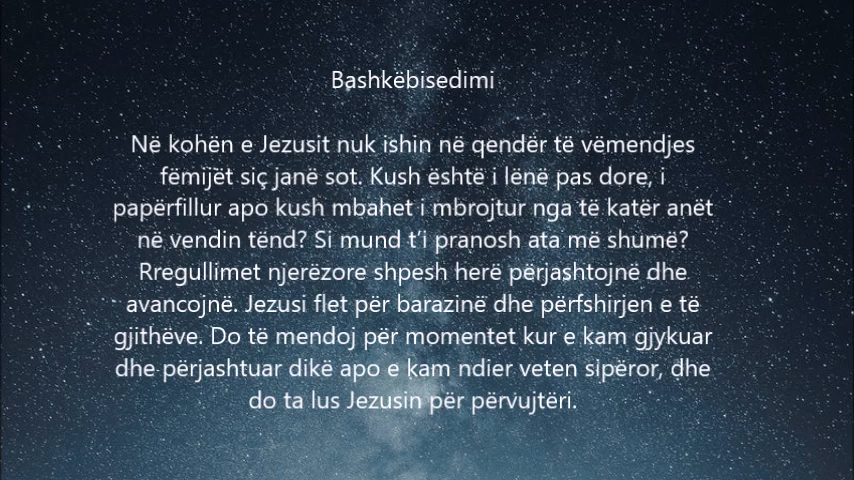 Bashkëbisedimi
Në kohën e Jezusit nuk ishin në qendër të vëmendjes
fëmijët siç janë sot. Kush është i lënë pas dore, i
papërfillur apo kush mbahet i mbrojtur nga të katër anët
në vendin tënd? Si mund t’i pranosh ata më shumë?
Rregullimet njerëzore shpesh herë përjashtojnë dhe
avancojnë. Jezusi flet për barazinë dhe përfshirjen e të
gjithëve. Do të mendoj për momentet kur e kam gjykuar
dhe përjashtuar dikë apo e kam ndier veten sipëror, dhe
do ta lus Jezusin për përvujtëri.